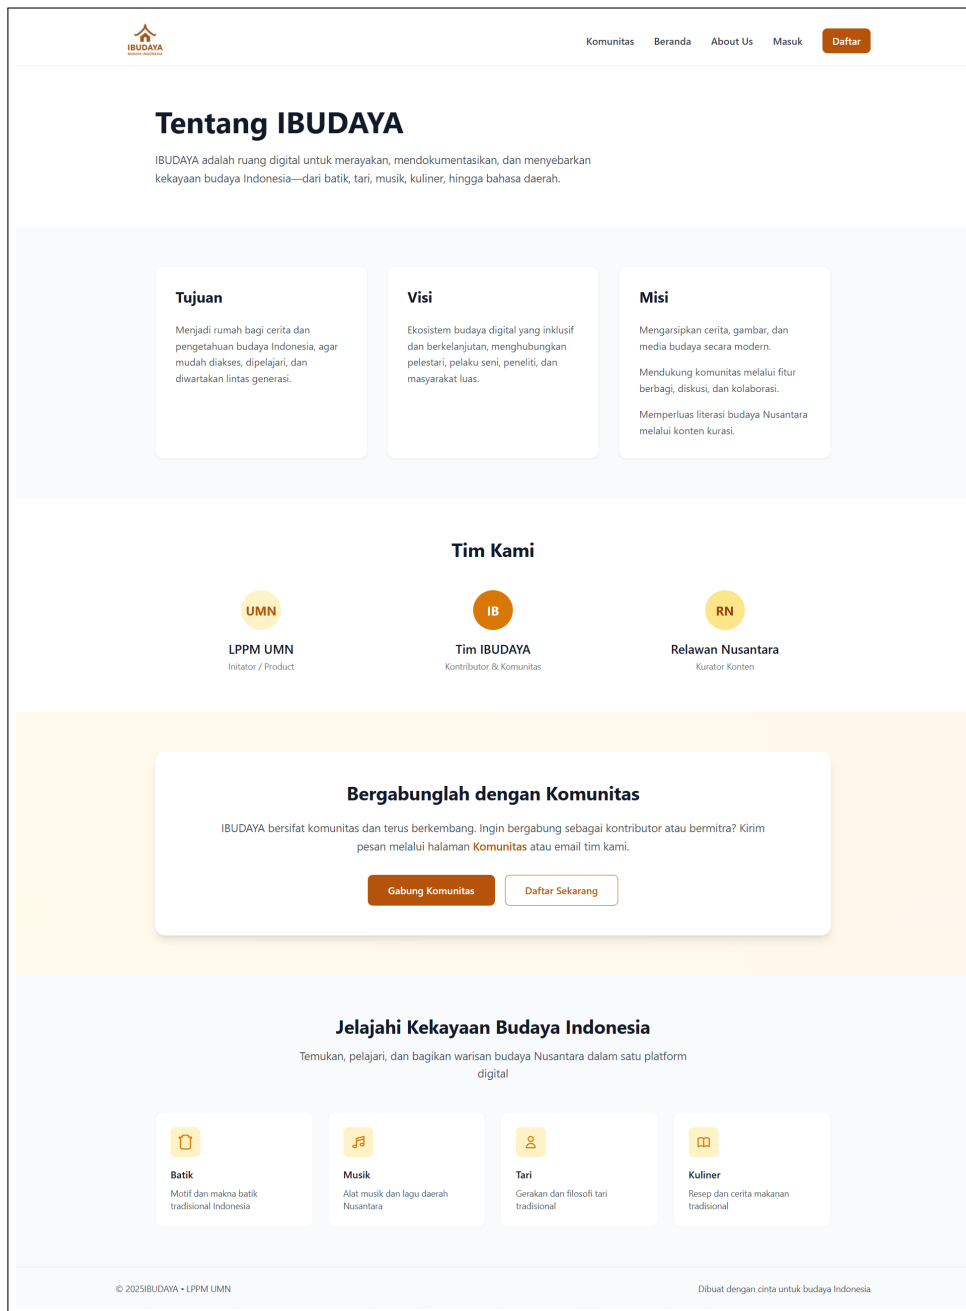 IBUDAYA
BUDAYA INDONESIA
Komunitas
Beranda
About Us
Masuk
Daftar
Tentang IBUDAYA
IBUDAYA adalah ruang digital untuk merayakan, mendokumentasikan, dan menyebarkan
kekayaan budaya Indonesia—dari batik, tari, musik, kuliner, hingga bahasa daerah.
Tujuan
Menjadi rumah bagi cerita dan
pengetahuan budaya Indonesia, agar
mudah diakses, dipelajari, dan
diwartakan lintas generasi.
Visi
Ekosistem budaya digital yang inklusif
dan berkelanjutan, menghubungkan
pelestari, pelaku seni, peneliti, dan
masyarakat luas.
Misi
Mengarsipkan cerita, gambar, dan
media budaya secara modern.
Mendukung komunitas melalui fitur
berbagi, diskusi, dan kolaborasi.
Memperluas literasi budaya Nusantara
melalui konten kurasi.
Tim Kami
UMN
LPPM UMN
Initator / Product
IB
Tim IBUDAYA
Kontributor & Komunitas
RN
Relawan Nusantara
Kurator Konten
Bergabunglah dengan Komunitas
IBUDAYA bersifat komunitas dan terus berkembang. Ingin bergabung sebagai kontributor atau bermitra? Kirim
pesan melalui halaman Komunitas atau email tim kami.
Gabung Komunitas
Daftar Sekarang
Jelajahi Kekayaan Budaya Indonesia
Temukan, pelajari, dan bagikan warisan budaya Nusantara dalam satu platform
digital
Batik
Motif dan makna batik
tradisional Indonesia
Musik
Alat musik dan lagu daerah
Nusantara
Tari
Gerakan dan filosofi tari
tradisional
Kuliner
Resep dan cerita makanan
tradisional
© 2025IBUDAYA • LPPM UMN
Dibuat dengan cinta untuk budaya Indonesia